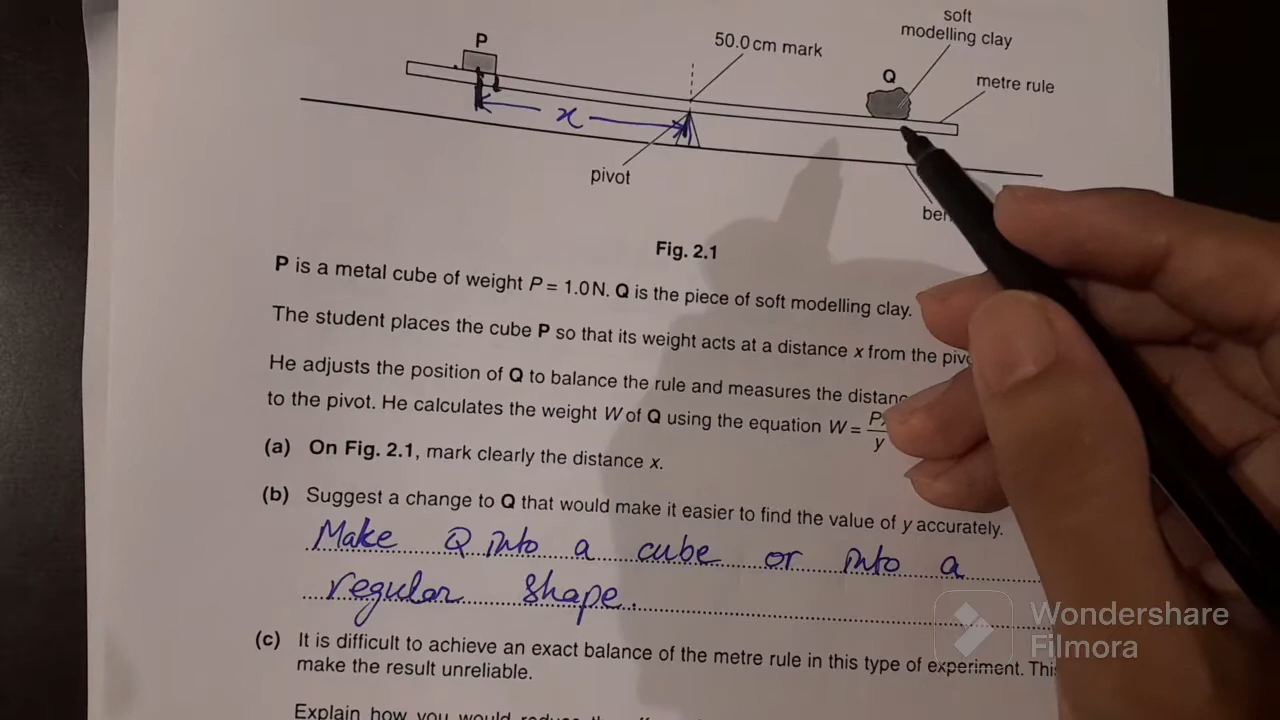 soft
modelling clay
P
50.0 cm mark
Q
metre rule
x
pivot
Fig. 2.1
P is a metal cube of weight P = 1.0 N. Q is the piece of soft modelling clay.
The student places the cube P so that its weight acts at a distance x from the
He adjusts the position of Q to balance the rule and measures the
to the pivot. He calculates the weight W of Q using the equation W =
y
(a) On Fig. 2.1, mark clearly the distance x.
(b) Suggest a change to Q that would make it easier to find the value of y accurately.
Make Q into a cube or into a
regular shape.
(c) It is difficult to achieve an exact balance of the metre rule in this type of experiment.
make the result unreliable.
Explain how you would
Wondershare
Filmora